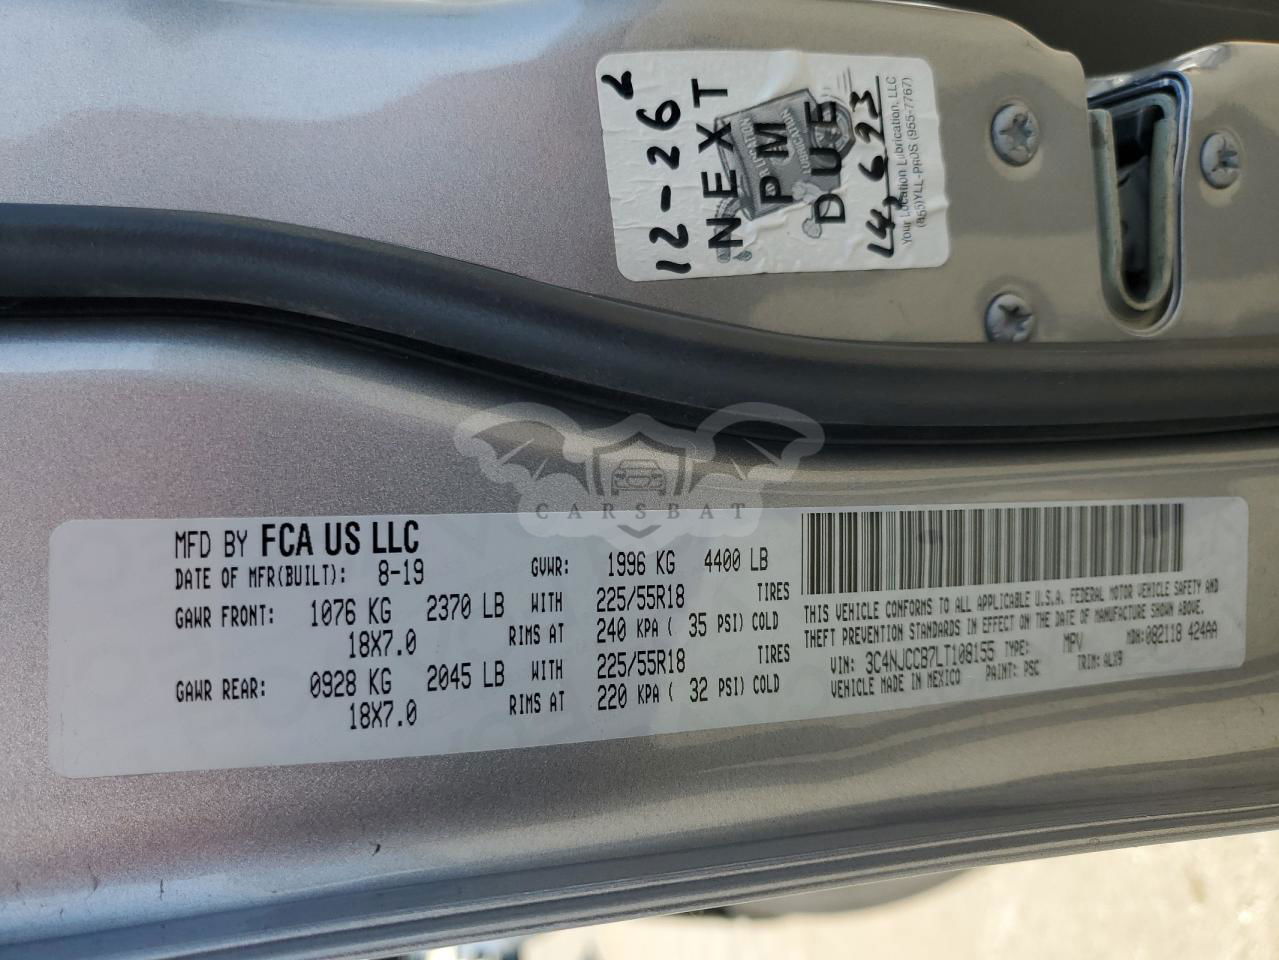 12-26
NEXT
PM
DUE
14,693
Your Location Lubrication, LLC
(855)YLL-PROS (955-7767)
CARSBAT
MFD BY FCA US LLC
DATE OF MFR(BUILT): 8-19 GVWR: 1996 KG 4400 LB
GAWR FRONT: 1076 KG 2370 LB WITH 225/55R18 TIRES
18X7.0 RIMS AT 240 KPA ( 35 PSI) COLD
GAWR REAR: 0928 KG 2045 LB WITH 225/55R18 TIRES
18X7.0 RIMS AT 220 KPA ( 32 PSI) COLD
THIS VEHICLE CONFORMS TO ALL APPLICABLE U.S.A. FEDERAL MOTOR VEHICLE SAFETY AND
THEFT PREVENTION STANDARDS IN EFFECT ON THE DATE OF MANUFACTURE SHOWN ABOVE.
VIN: 3C4NJCCB7LT108155 TYPE: MPV MDH:082118 424AA
VEHICLE MADE IN MEXICO PAINT: PSC TRIM: ALX9